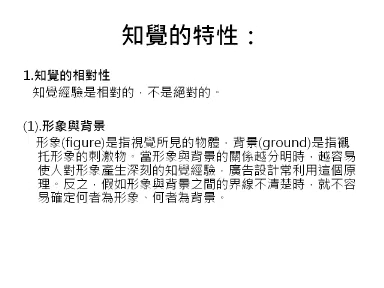 知覺的特性：
1.知覺的相對性
知覺經驗是相對的，不是絕對的。
(1).形象與背景
形象(figure)是指視覺所見的物體，背景(ground)是指襯
托形象的刺激物。當形象與背景的關係越分明時，越容易
使人對形象產生深刻的知覺經驗，廣告設計常利用這個原
理。反之，假如形象與背景之間的界線不清楚時，就不容
易確定何者為形象、何者為背景。